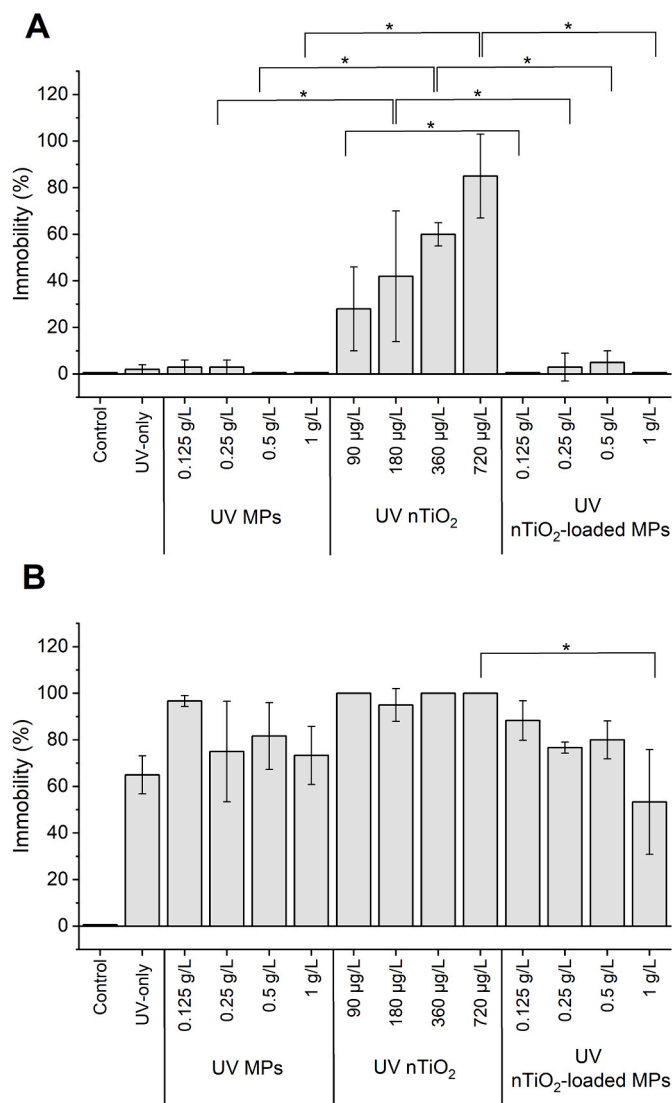 A
*
*
*
*
*
*
*
120
100
80
60
40
20
0
Immobility (%)
Control
UV-only
0.125 g/L
0.25 g/L
0.5 g/L
1 g/L
90 µg/L
180 µg/L
360 µg/L
720 µg/L
0.125 g/L
0.25 g/L
0.5 g/L
1 g/L
UV MPs
UV nTiO₂
UV
nTiO₂-loaded MPs
B
*
120
100
80
60
40
20
0
Immobility (%)
Control
UV-only
0.125 g/L
0.25 g/L
0.5 g/L
1 g/L
90 µg/L
180 µg/L
360 µg/L
720 µg/L
0.125 g/L
0.25 g/L
0.5 g/L
1 g/L
UV MPs
UV nTiO₂
UV
nTiO₂-loaded MPs